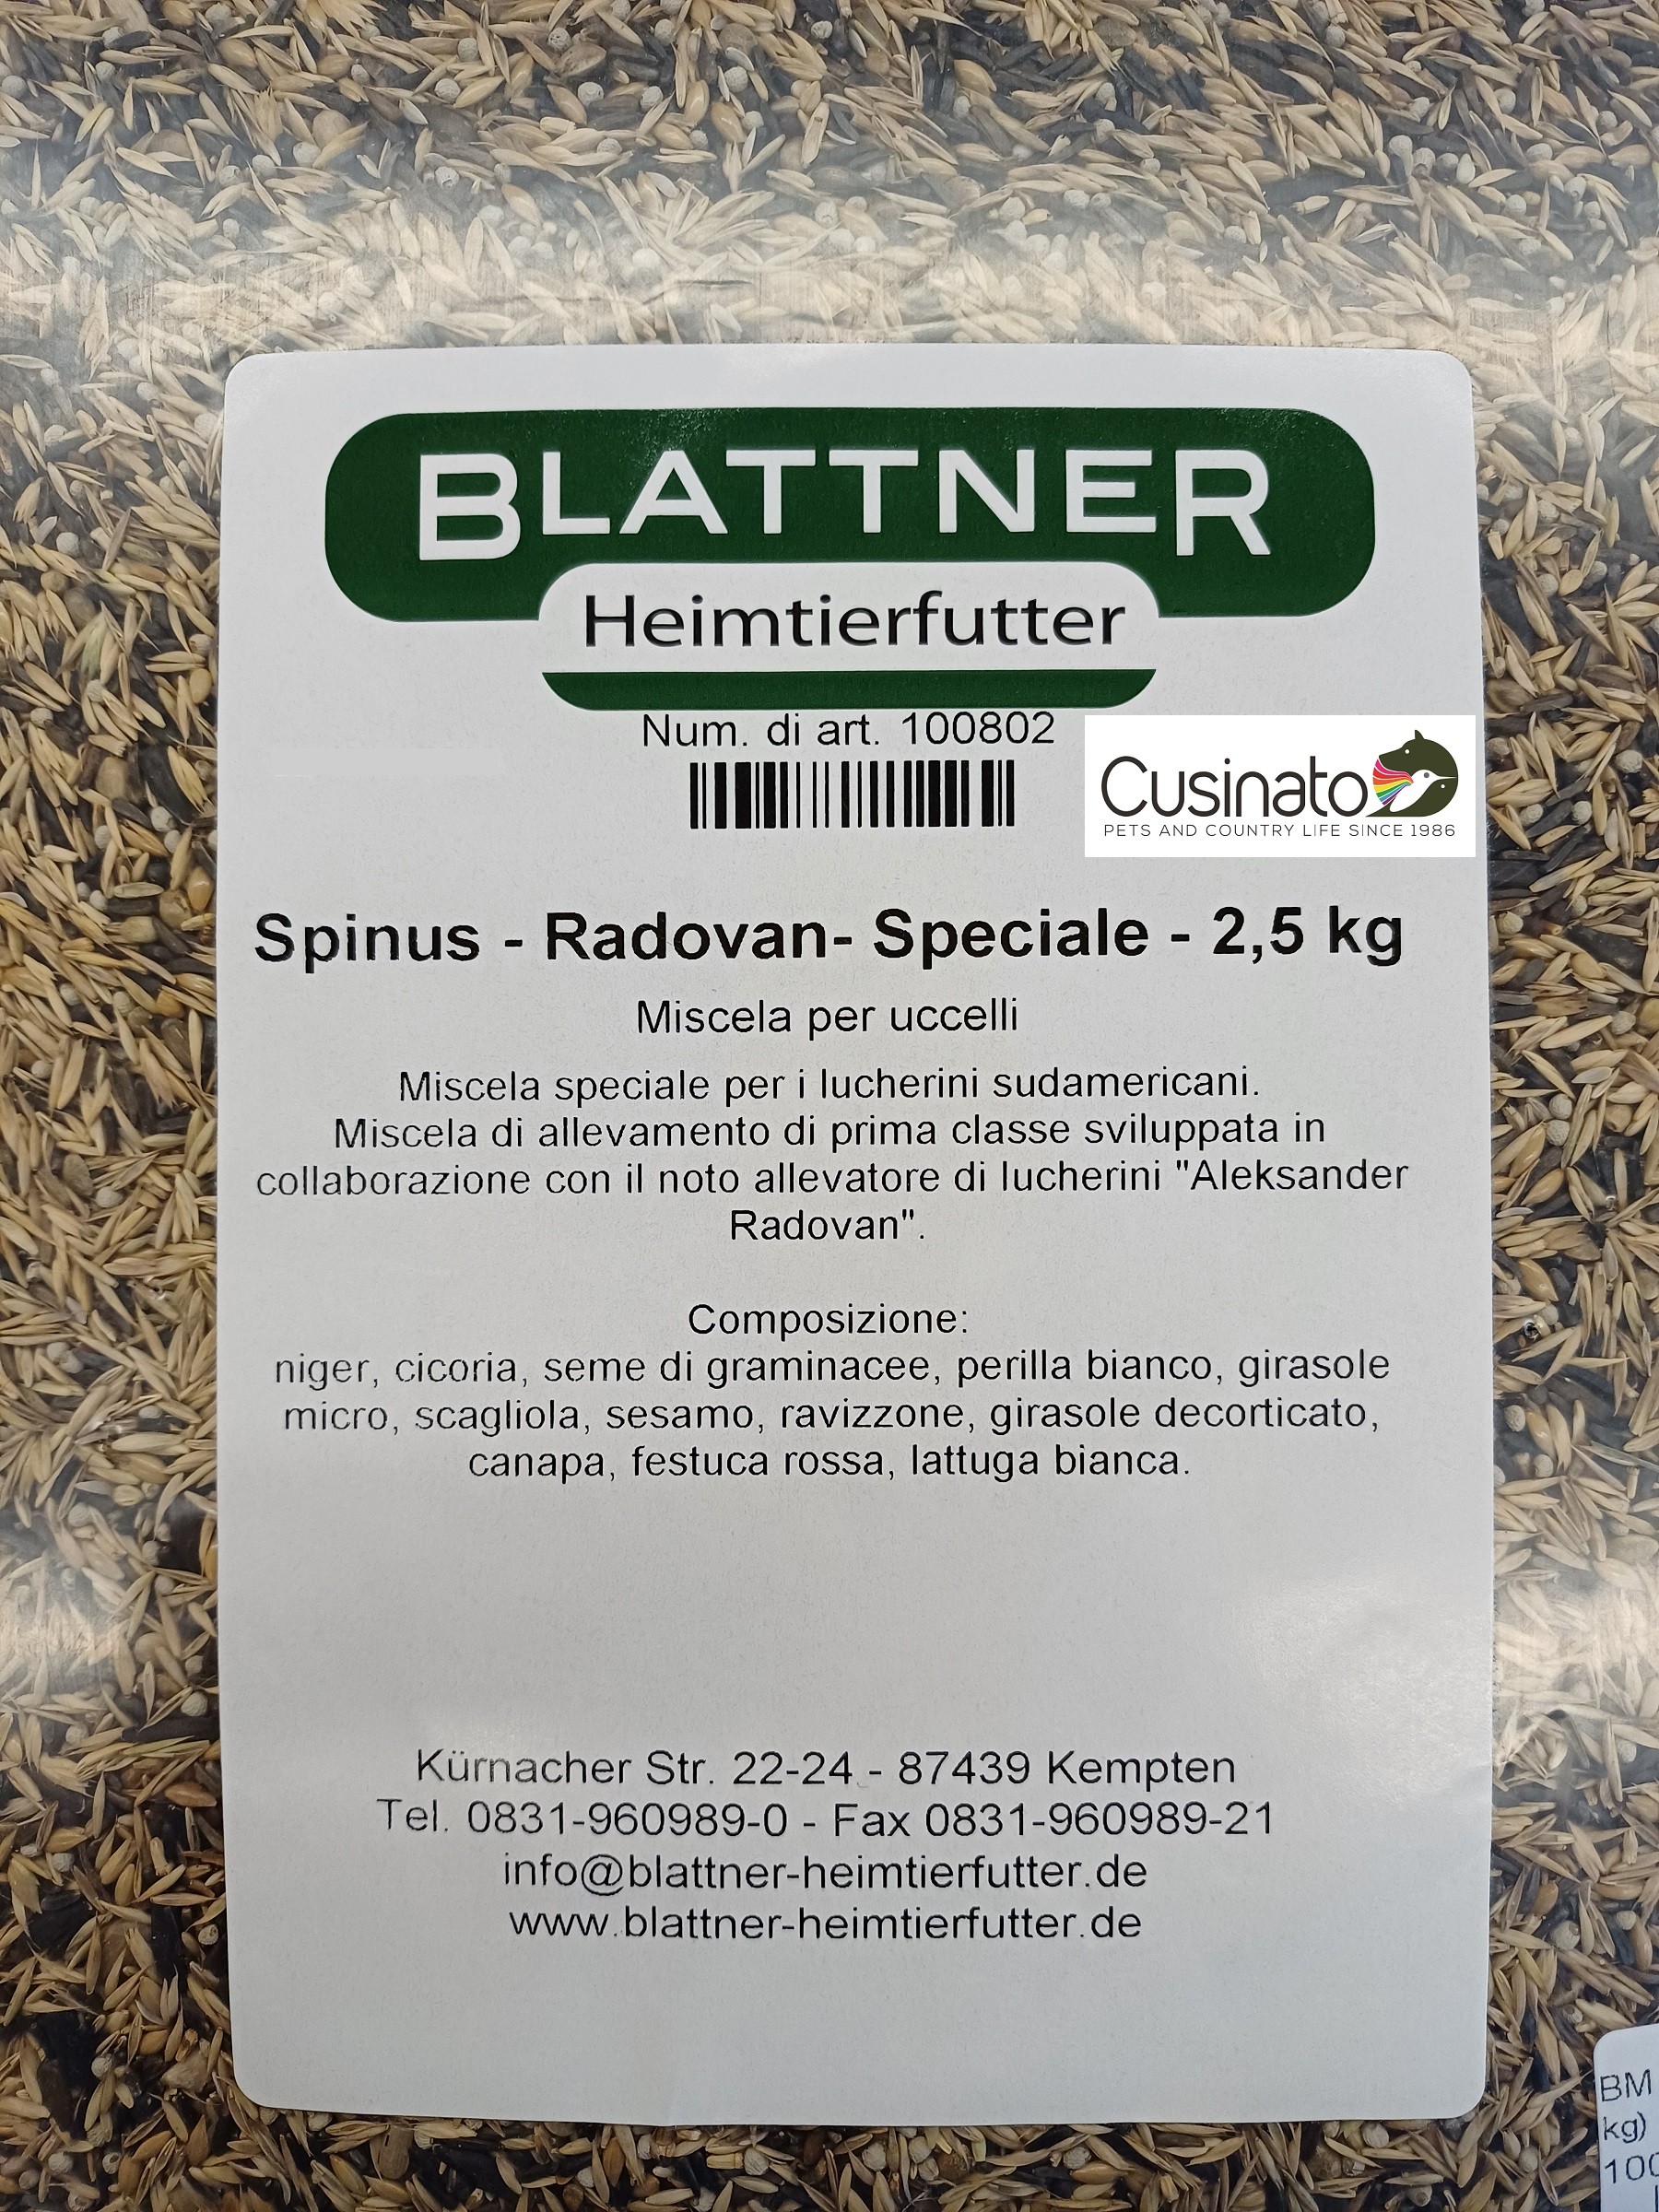 BLATTNER
Heimtierfutter
Num. di art. 100802
Cusinato
PETS AND COUNTRY LIFE SINCE 1986
Spinus - Radovan- Speciale - 2,5 kg
Miscela per uccelli
Miscela speciale per i lucherini sudamericani.
Miscela di allevamento di prima classe sviluppata in
collaborazione con il noto allevatore di lucherini "Aleksander
Radovan".
Composizione:
niger, cicoria, seme di graminacee, perilla bianco, girasole
micro, scagliola, sesamo, ravizzone, girasole decorticato,
canapa, festuca rossa, lattuga bianca.
Kürnacher Str. 22-24 - 87439 Kempten
Tel. 0831-960989-0 - Fax 0831-960989-21
info@blattner-heimtierfutter.de
www.blattner-heimtierfutter.de
BM
kg)